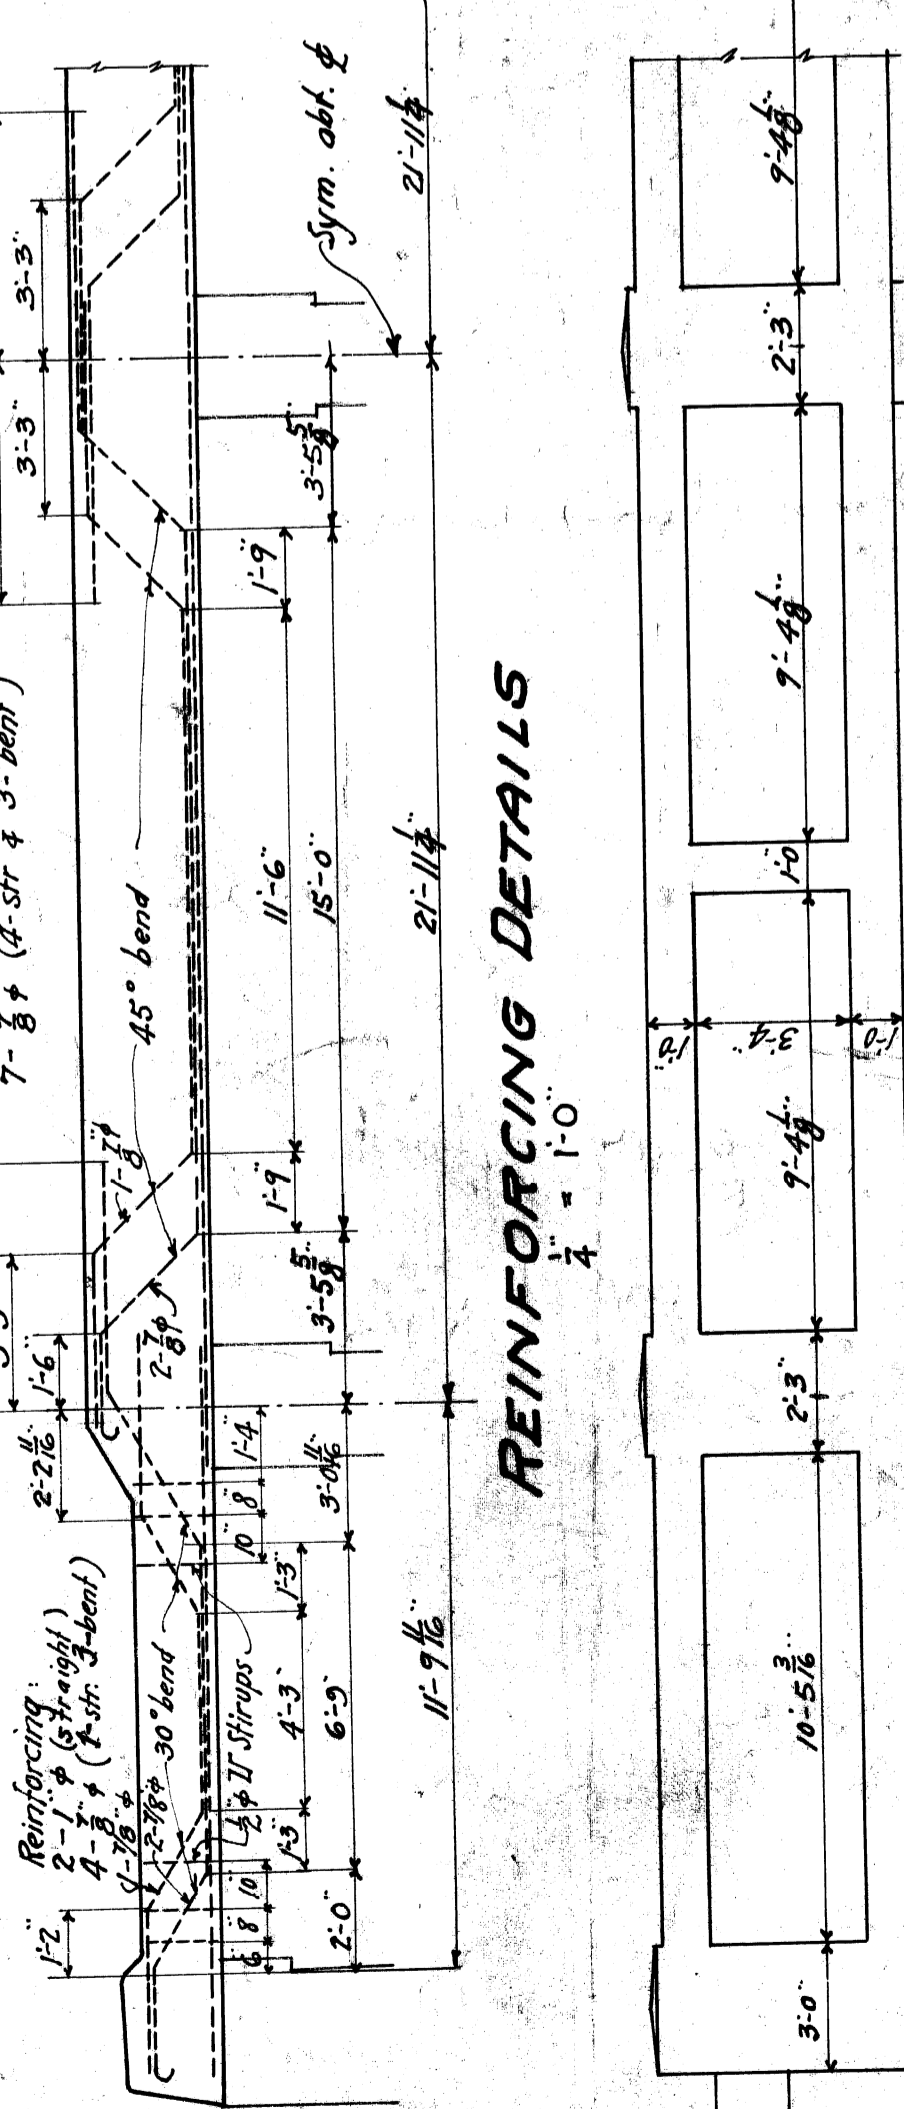 Reinforcing:
2 - 1" ϕ (straight)
4 - 7/8" ϕ (1-str. 3-bent)
1'-2"
1-7/8"ϕ
2-7/8"ϕ
30° bend
1/2" ϕ U Stirups
6"
8"
10"
1'-3"
4'-3"
1'-3"
10"
8"
1'-4"
2'-0"
6'-9"
3'-0 11/16"
11'-9 11/16"
2'-2 11/16"
1'-6"
2-7/8"ϕ
1-7/8"ϕ
45° bend
7- 7/8 ϕ (4-str & 3-bent)
3'-3"
3'-3"
3'-5 5/8"
1'-9"
11'-6"
1'-9"
15'-0"
3'-5 5/8"
21'-11 1/4"
21'-11 1/4"
Sym. abt. ℄
REINFORCING DETAILS
1/4" = 1'-0"
3'-0"
10'-5 3/16"
2'-3"
9'-4 1/8"
1'-0"
3'-4"
1'-0"
1'-0"
9'-4 1/8"
2'-3"
9'-4 1/8"